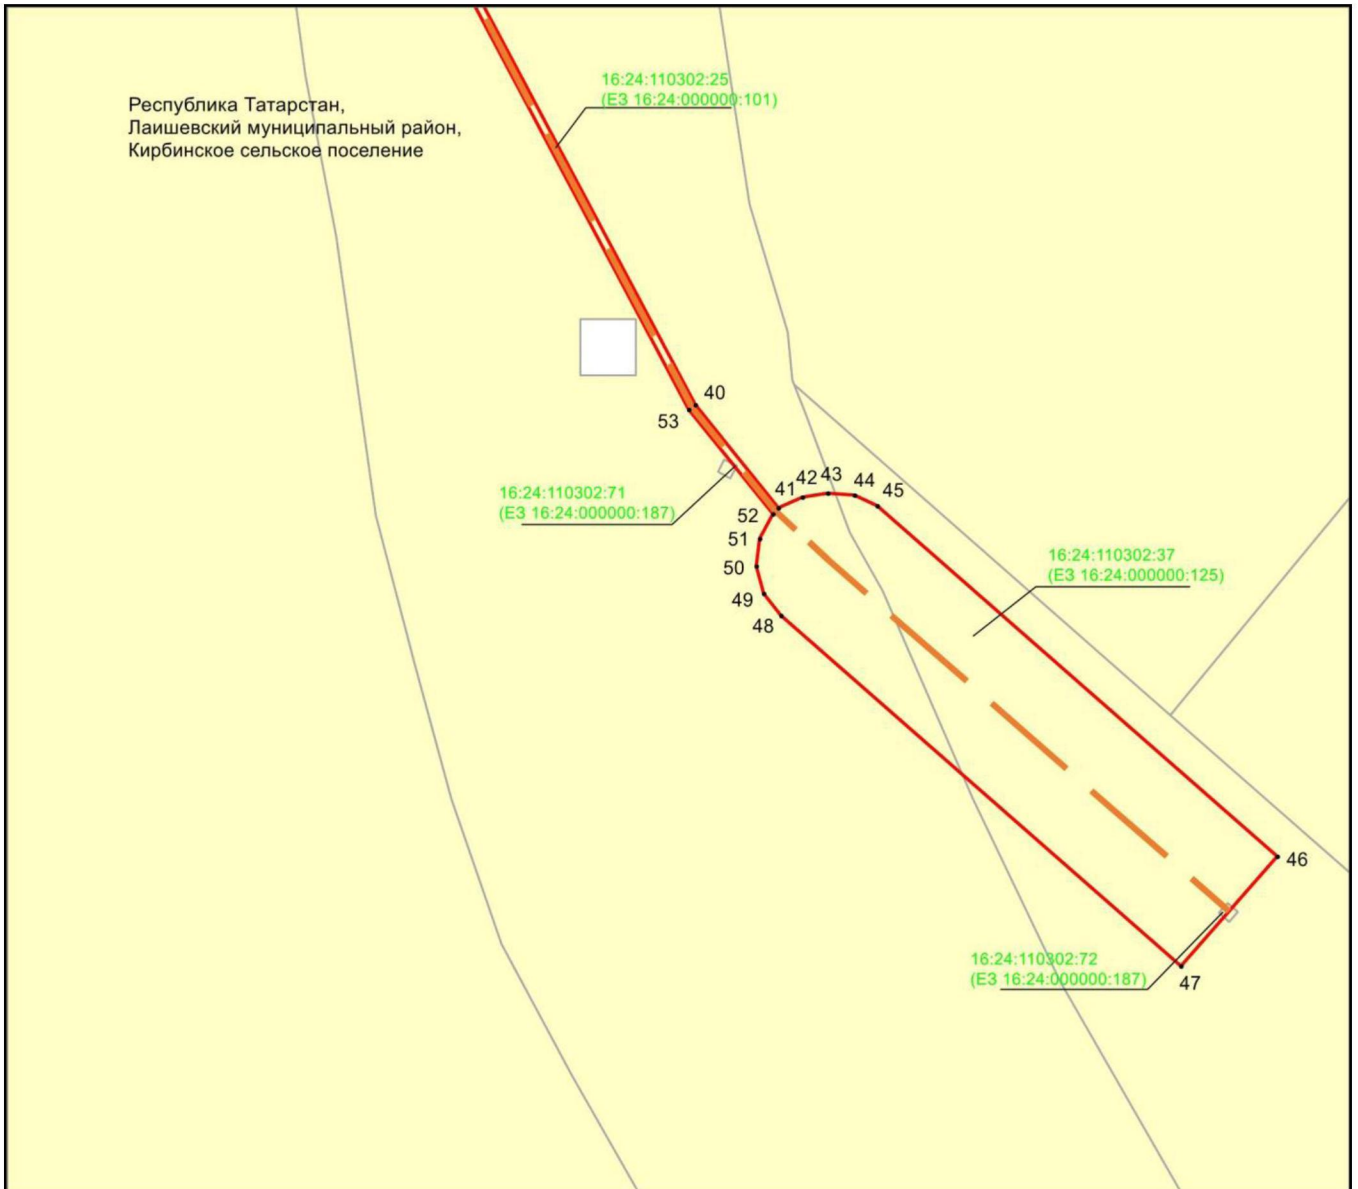 16:24:110302:25
(ЕЗ 16:24:000000:101)
Республика Татарстан,
Лаишевский муниципальный район,
Кирбинское сельское поселение
40
53
16:24:110302:71
(ЕЗ 16:24:000000:187)
41
42
43
44
45
52
51
50
49
48
16:24:110302:37
(ЕЗ 16:24:000000:125)
46
16:24:110302:72
(ЕЗ 16:24:000000:187)
47